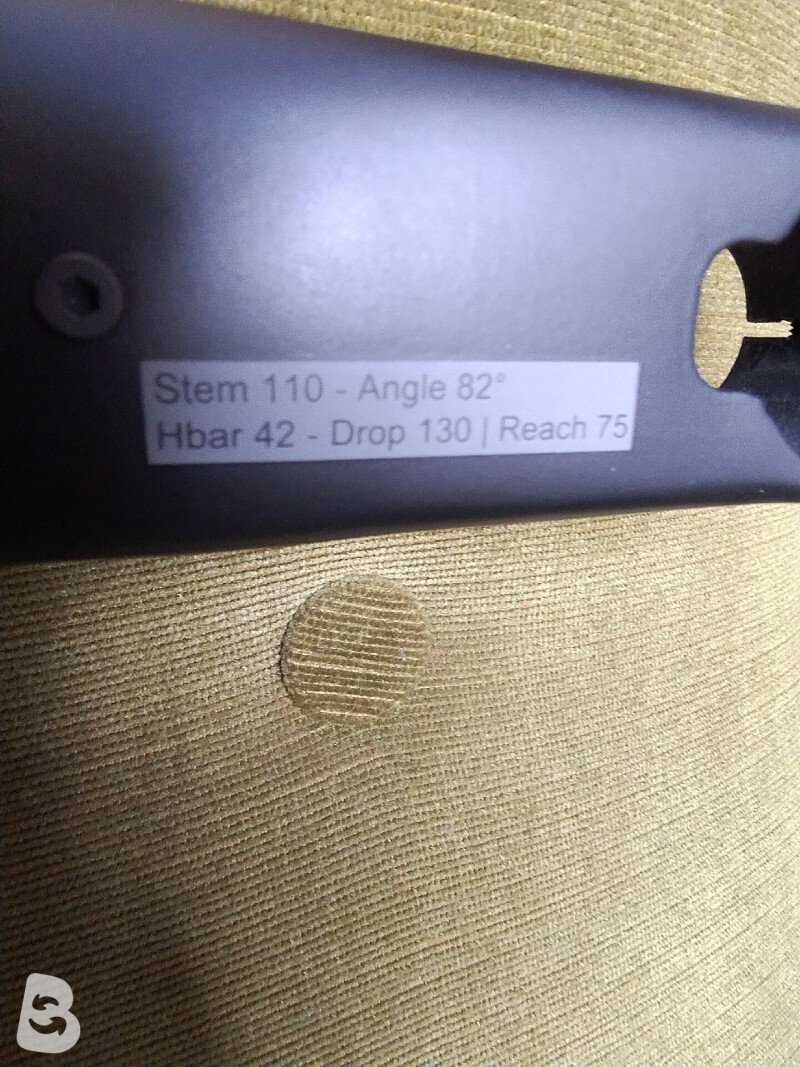 Stem 110 - Angle 82°
Hbar 42 - Drop 130 | Reach 75
B